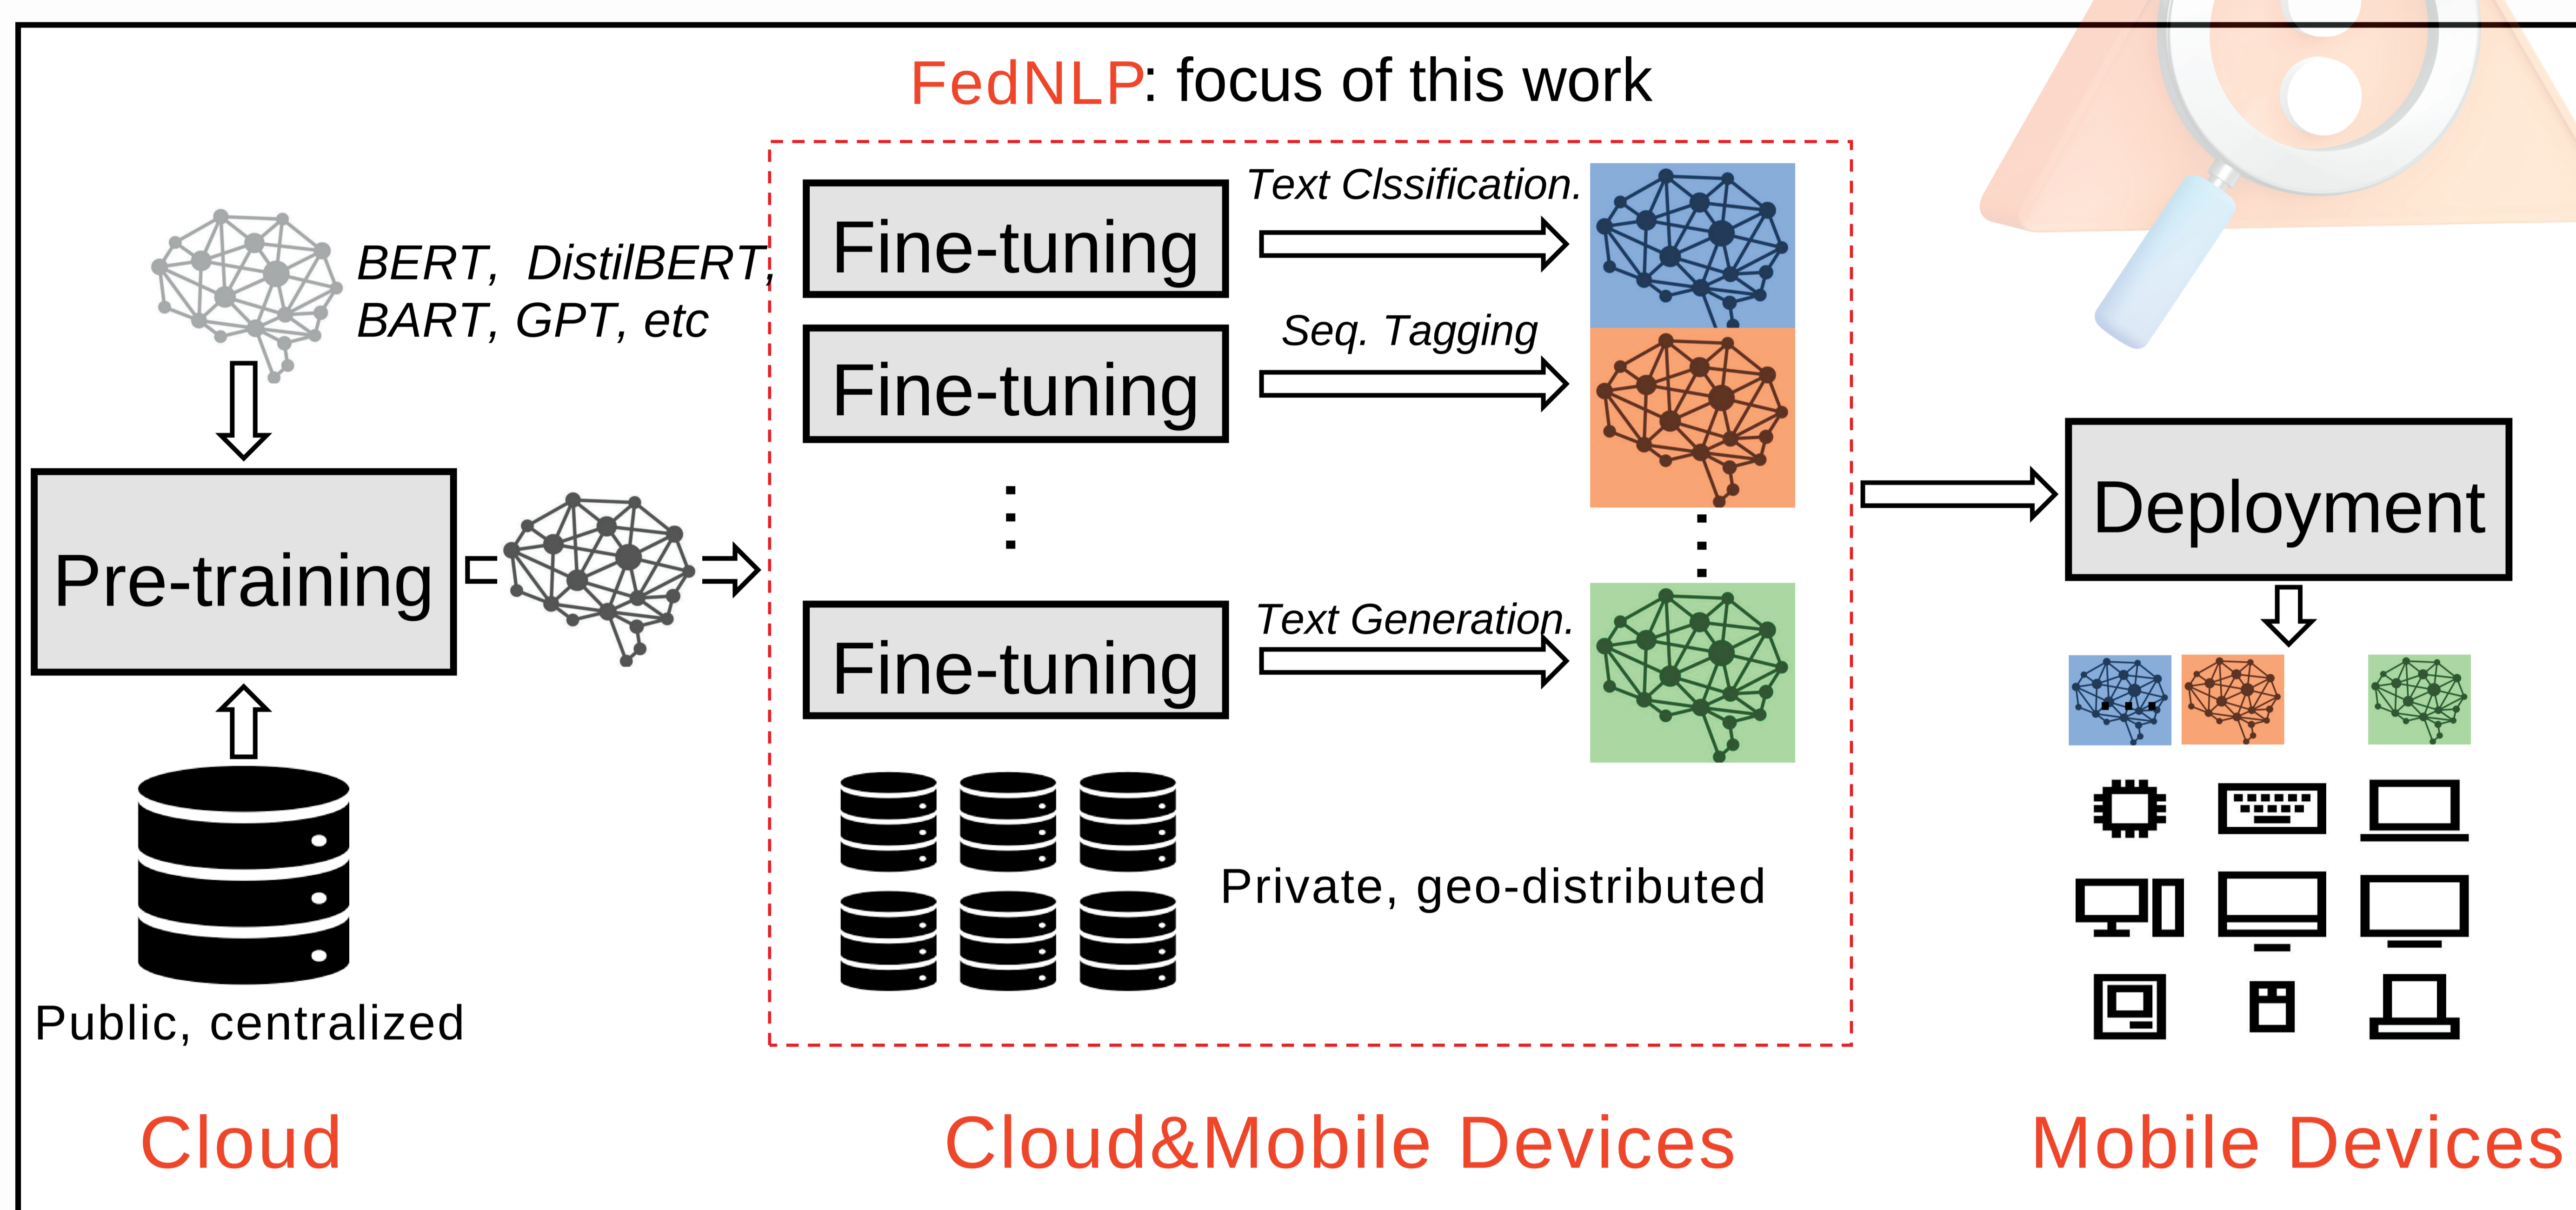 FedNLP: focus of this work
BERT, DistilBERT,
BART, GPT, etc
Pre-training
Public, centralized
Fine-tuning
Text Clssification.
Fine-tuning
Seq. Tagging
Fine-tuning
Text Generation.
Private, geo-distributed
Deployment
Cloud
Cloud&Mobile Devices
Mobile Devices